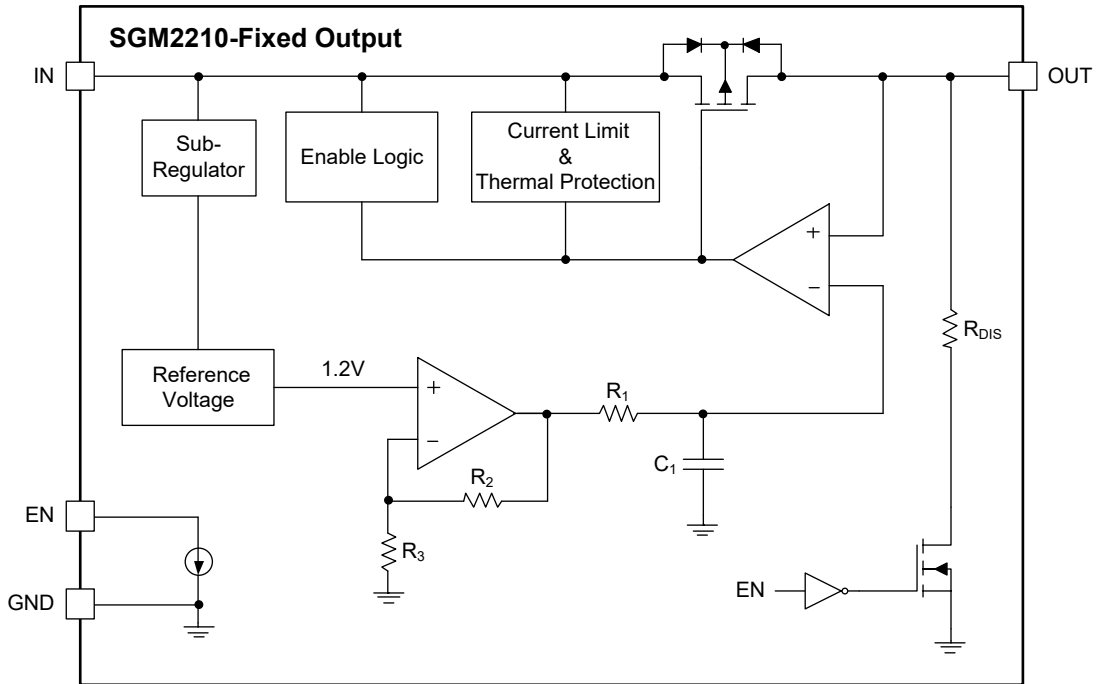 SGM2210-Fixed Output
IN
OUT
Sub-
Regulator
Enable Logic
Current Limit
&
Thermal Protection
+
−
R_DIS
Reference
Voltage
1.2V
+
−
R₁
C₁
R₂
R₃
EN
GND
EN